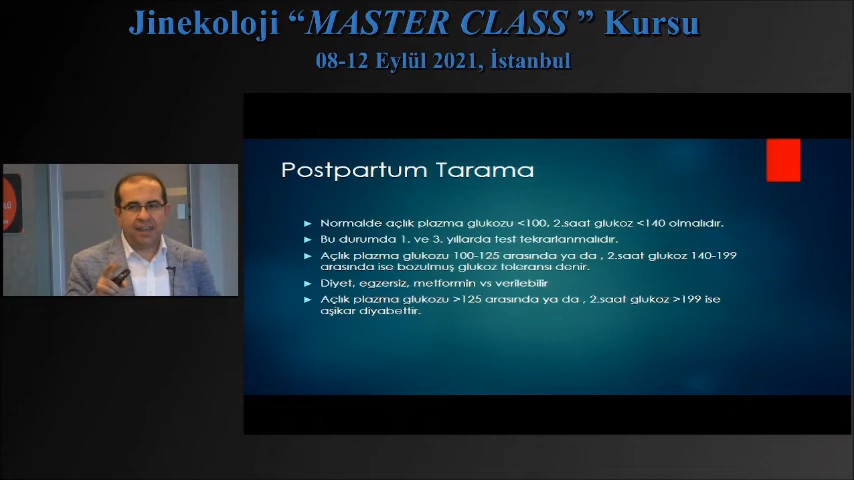 Jinekoloji “MASTER CLASS ” Kursu
08-12 Eylül 2021, İstanbul
Postpartum Tarama
Normalde açlık plazma glukozu <100, 2.saat glukoz <140 olmalıdır.
Bu durumda 1. ve 3. yıllarda test tekrarlanmalıdır.
Açlık plazma glukozu 100-125 arasında ya da , 2.saat glukoz 140-199
arasında ise bozulmuş glukoz toleransı denir.
Diyet, egzersiz, metformin vs verilebilir
Açlık plazma glukozu >125 arasında ya da , 2.saat glukoz >199 ise
aşikar diyabettir.